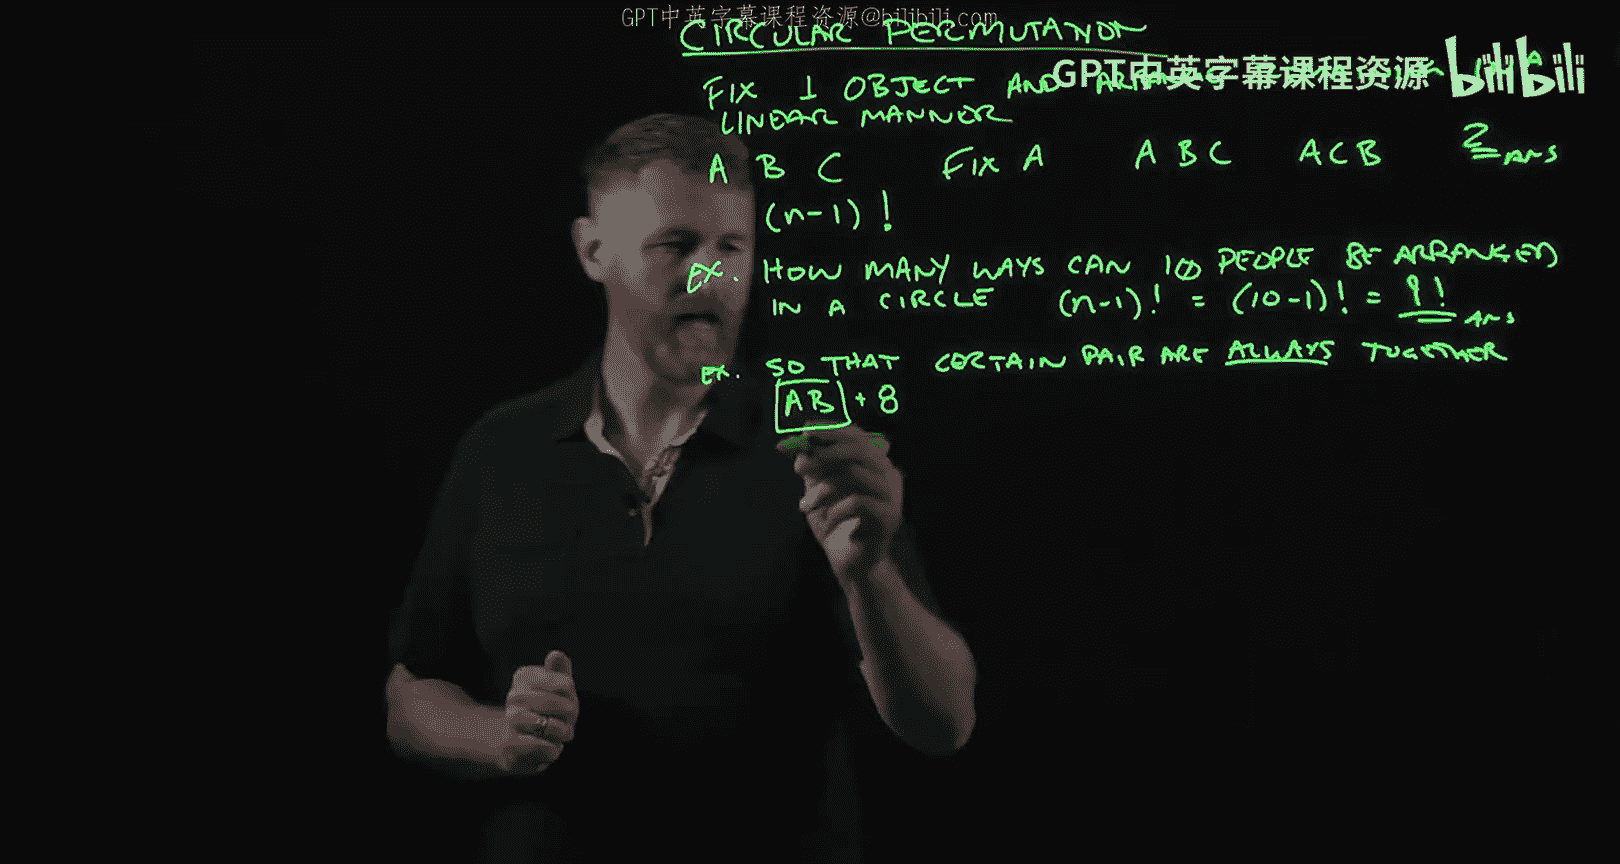 GPT中英字幕课程资源@bilibili.com
CIRCULAR PERMUTATION
GPT中英字幕课程资源 bilibili
FIX 1 OBJECT AND A
LINEAR MANNER
A B C FIX A A B C A C B 2 ANS
(n-1)!
EX. HOW MANY WAYS CAN 10 PEOPLE BE ARRANGED
IN A CIRCLE (n-1)! = (10-1)! = 9! ANS
EX. SO THAT CERTAIN PAIR ARE ALWAYS TOGETHER
AB + 8